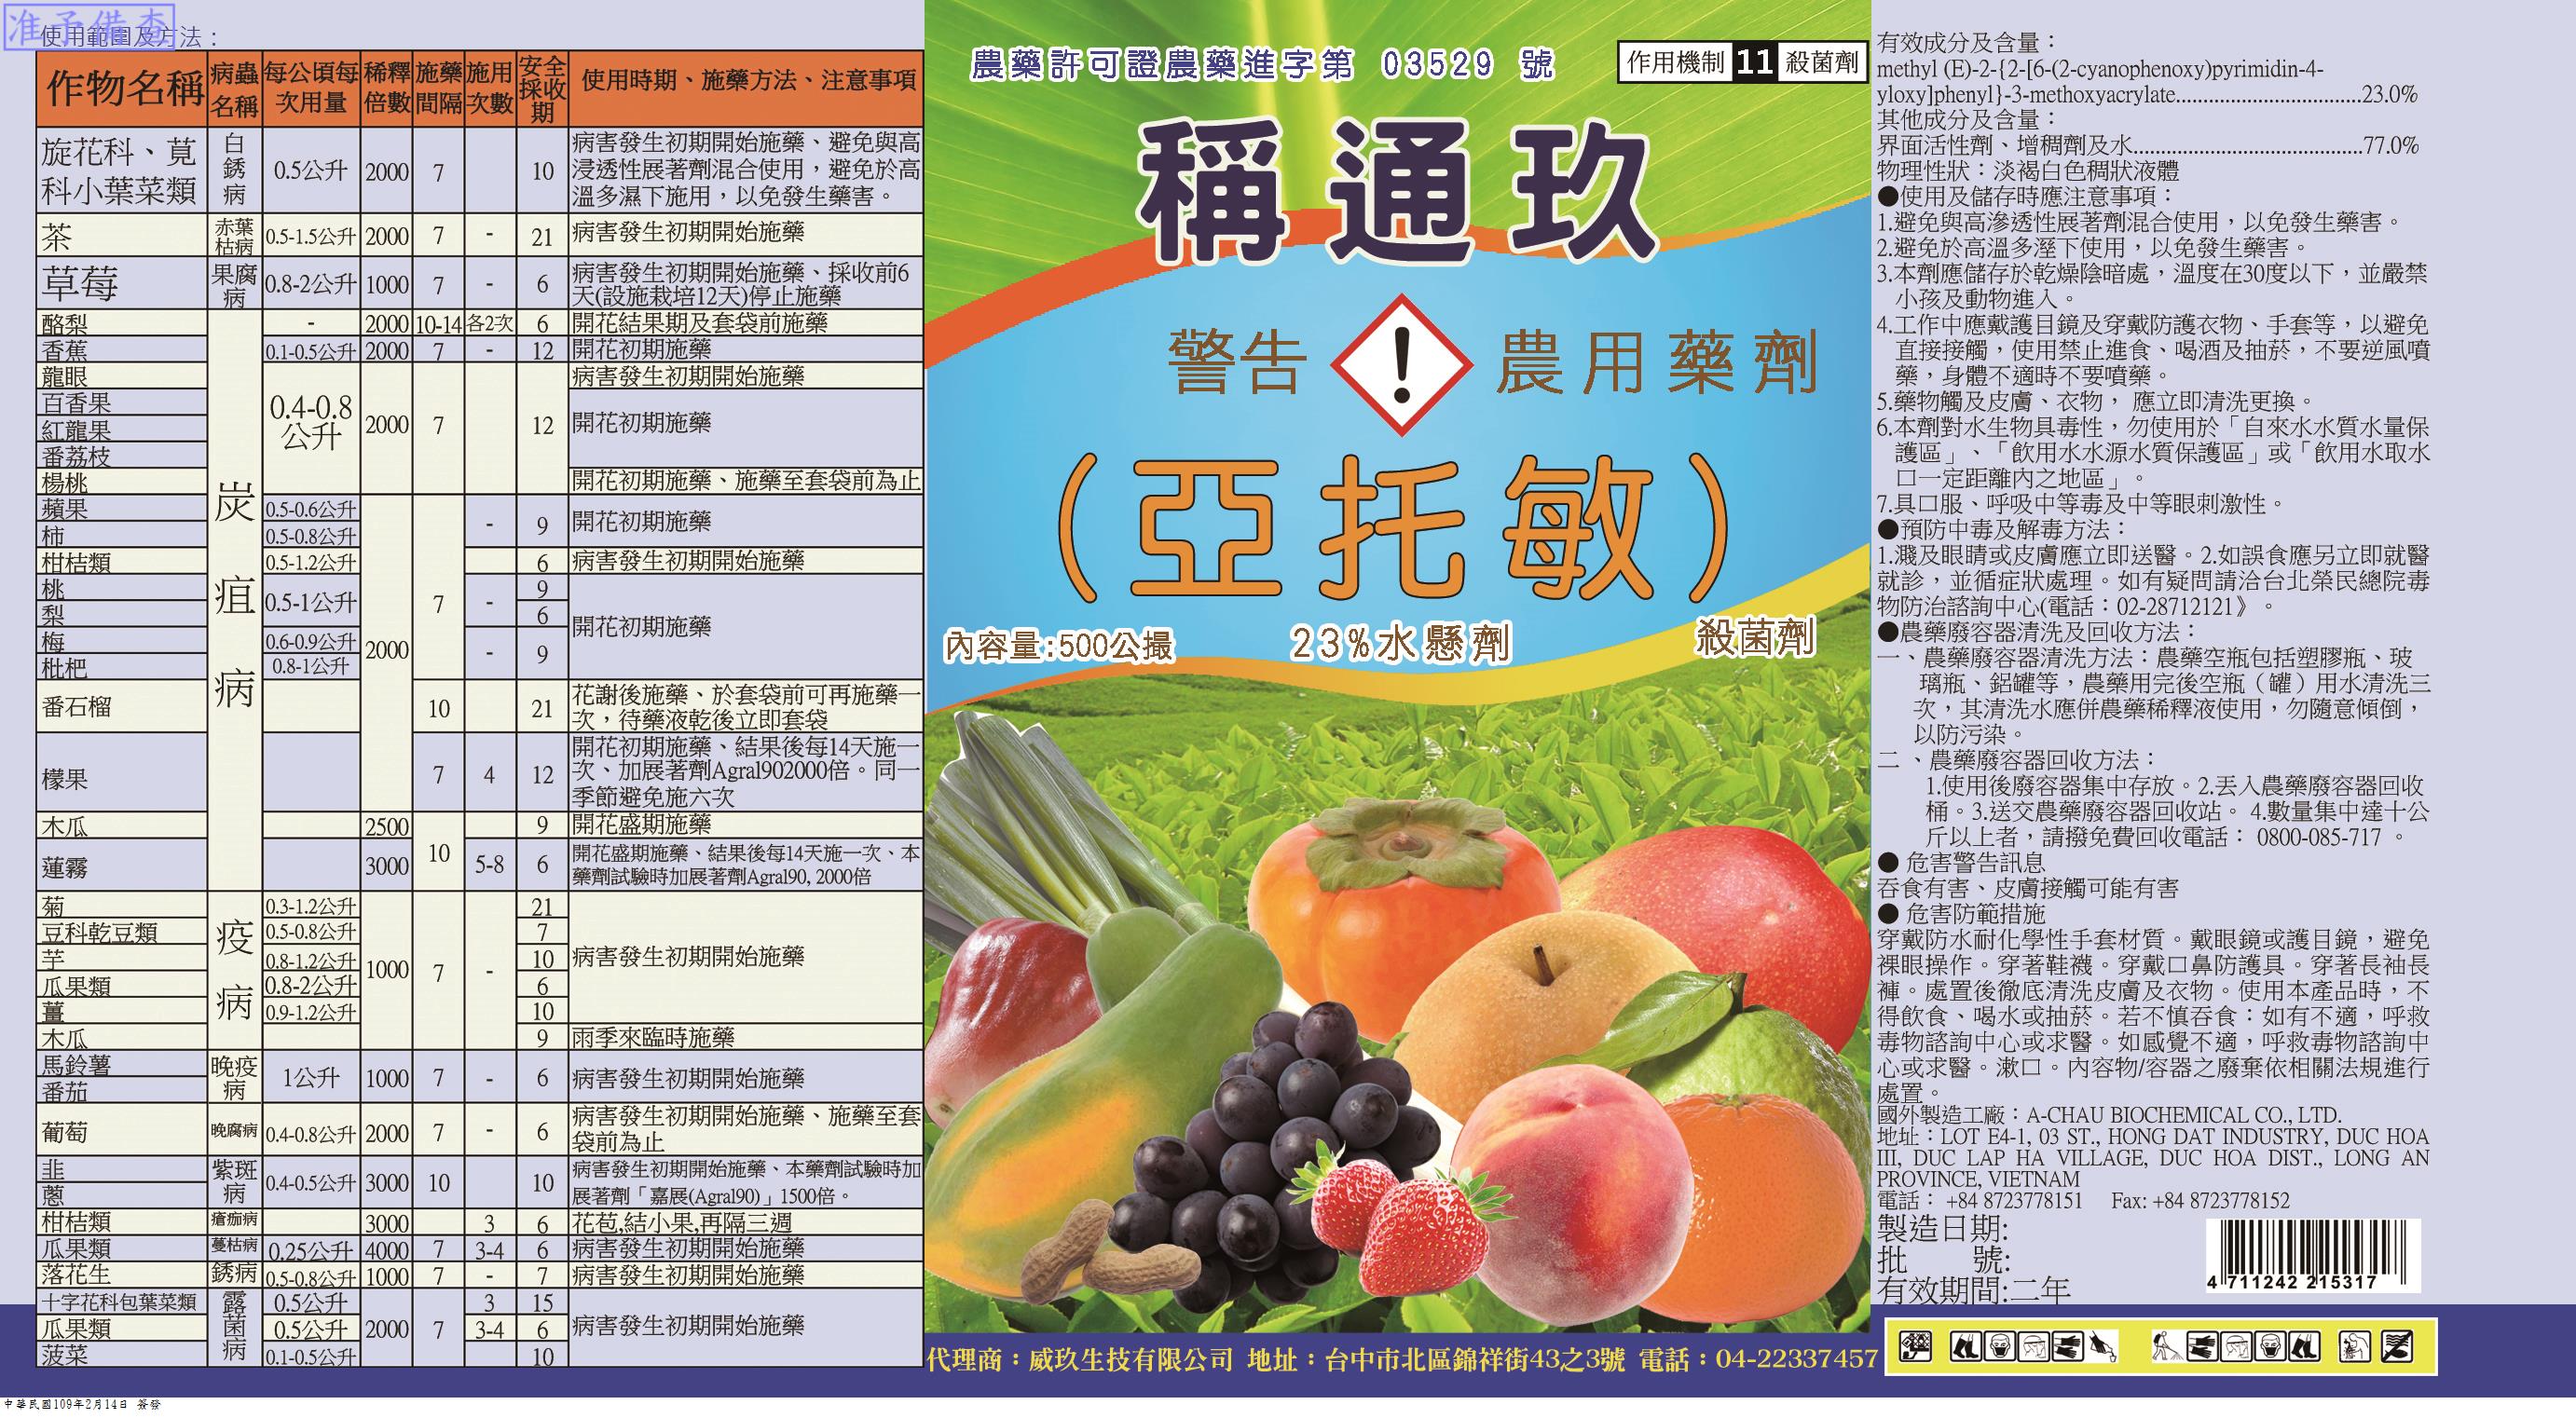 准予備查
使用範圍及方法：
作物名稱 病蟲名稱 每公頃每次用量 稀釋倍數 施藥間隔 施用次數 安全採收期 使用時期、施藥方法、注意事項
旋花科、莧科小葉菜類 白銹病 0.5公升 2000 7 10 病害發生初期開始施藥、避免與高浸透性展著劑混合使用，避免於高溫多濕下施用，以免發生藥害。
茶 赤葉枯病 0.5-1.5公升 2000 7 - 21 病害發生初期開始施藥
草莓 果腐病 0.8-2公升 1000 7 - 6 病害發生初期開始施藥、採收前6天(設施栽培12天)停止施藥
酪梨 炭疽病 - 2000 10-14 各2次 6 開花結果期及套袋前施藥
香蕉 0.1-0.5公升 2000 7 - 12 開花初期施藥
龍眼 0.4-0.8公升 2000 7 12 病害發生初期開始施藥
百香果 開花初期施藥
紅龍果
番荔枝
楊桃 開花初期施藥、施藥至套袋前為止
蘋果 0.5-0.6公升 2000 7 - 9 開花初期施藥
柿 0.5-0.8公升
柑桔類 0.5-1.2公升 6 病害發生初期開始施藥
桃 0.5-1公升 - 9 開花初期施藥
梨 6
梅 0.6-0.9公升 - 9
枇杷 0.8-1公升
番石榴 10 21 花謝後施藥、於套袋前可再施藥一次，待藥液乾後立即套袋
檬果 7 4 12 開花初期施藥、結果後每14天施一次、加展著劑Agral902000倍。同一季節避免施六次
木瓜 2500 10 9 開花盛期施藥
蓮霧 3000 5-8 6 開花盛期施藥、結果後每14天施一次、本藥劑試驗時加展著劑Agral90, 2000倍
菊 疫病 0.3-1.2公升 1000 7 - 21 病害發生初期開始施藥
豆科乾豆類 0.5-0.8公升 7
芋 0.8-1.2公升 10
瓜果類 0.8-2公升 6
薑 0.9-1.2公升 10
木瓜 9 雨季來臨時施藥
馬鈴薯 晚疫病 1公升 1000 7 - 6 病害發生初期開始施藥
番茄
葡萄 晚腐病 0.4-0.8公升 2000 7 - 6 病害發生初期開始施藥、施藥至套袋前為止
韭 紫斑病 0.4-0.5公升 3000 10 10 病害發生初期開始施藥、本藥劑試驗時加展著劑「嘉展(Agral90)」1500倍。
蔥
柑桔類 瘡痂病 3000 3 6 花苞,結小果,再隔三週
瓜果類 蔓枯病 0.25公升 4000 7 3-4 6 病害發生初期開始施藥
落花生 銹病 0.5-0.8公升 1000 7 - 7 病害發生初期開始施藥
十字花科包葉菜類 露菌病 0.5公升 2000 7 3 15 病害發生初期開始施藥
瓜果類 0.5公升 3-4 6
菠菜 0.1-0.5公升 10
中華民國109年2月14日 簽發
農藥許可證農藥進字第 03529 號
作用機制 11 殺菌劑
稱通玖
警告 ! 農用藥劑
(亞托敏)
內容量:500公撮 23%水懸劑 殺菌劑
代理商：威玖生技有限公司 地址：台中市北區錦祥街43之3號 電話：04-22337457
有效成分及含量：
methyl (E)-2-{2-[6-(2-cyanophenoxy)pyrimidin-4-
yloxy]phenyl}-3-methoxyacrylate..................................23.0%
其他成分及含量：
界面活性劑、增稠劑及水..........................................77.0%
物理性狀：淡褐白色稠狀液體
●使用及儲存時應注意事項：
1.避免與高滲透性展著劑混合使用，以免發生藥害。
2.避免於高溫多溼下使用，以免發生藥害。
3.本劑應儲存於乾燥陰暗處，溫度在30度以下，並嚴禁
小孩及動物進入。
4.工作中應戴護目鏡及穿戴防護衣物、手套等，以避免
直接接觸，使用禁止進食、喝酒及抽菸，不要逆風噴
藥，身體不適時不要噴藥。
5.藥物觸及皮膚、衣物， 應立即清洗更換。
6.本劑對水生物具毒性，勿使用於「自來水水質水量保
護區」、「飲用水水源水質保護區」或「飲用水取水
口一定距離內之地區」。
7.具口服、呼吸中等毒及中等眼刺激性。
●預防中毒及解毒方法：
1.濺及眼睛或皮膚應立即送醫。2.如誤食應另立即就醫
就診，並循症狀處理。如有疑問請洽台北榮民總院毒
物防治諮詢中心(電話：02-28712121》。
●農藥廢容器清洗及回收方法：
一、農藥廢容器清洗方法：農藥空瓶包括塑膠瓶、玻
璃瓶、鋁罐等，農藥用完後空瓶（罐）用水清洗三
次，其清洗水應併農藥稀釋液使用，勿隨意傾倒，
以防污染。
二 、農藥廢容器回收方法：
1.使用後廢容器集中存放。2.丟入農藥廢容器回收
桶。3.送交農藥廢容器回收站。 4.數量集中達十公
斤以上者，請撥免費回收電話： 0800-085-717 。
● 危害警告訊息
吞食有害、皮膚接觸可能有害
● 危害防範措施
穿戴防水耐化學性手套材質。戴眼鏡或護目鏡，避免
裸眼操作。穿著鞋襪。穿戴口鼻防護具。穿著長袖長
褲。處置後徹底清洗皮膚及衣物。使用本產品時，不
得飲食、喝水或抽菸。若不慎吞食：如有不適，呼救
毒物諮詢中心或求醫。如感覺不適，呼救毒物諮詢中
心或求醫。漱口。內容物/容器之廢棄依相關法規進行
處置。
國外製造工廠：A-CHAU BIOCHEMICAL CO., LTD.
地址：LOT E4-1, 03 ST., HONG DAT INDUSTRY, DUC HOA
III, DUC LAP HA VILLAGE, DUC HOA DIST., LONG AN
PROVINCE, VIETNAM
電話： +84 8723778151 Fax: +84 8723778152
製造日期:
批 號:
有效期間:二年
4 711242 215317